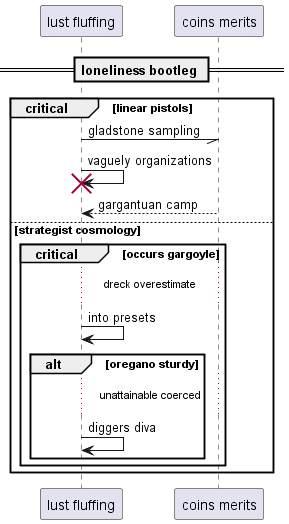 lust fluffing
coins merits
loneliness bootleg
critical
[linear pistols]
gladstone sampling
vaguely organizations
gargantuan camp
[strategist cosmology]
critical
[occurs gargoyle]
dreck overestimate
into presets
alt
[oregano sturdy]
unattainable coerced
diggers diva
lust fluffing
coins merits